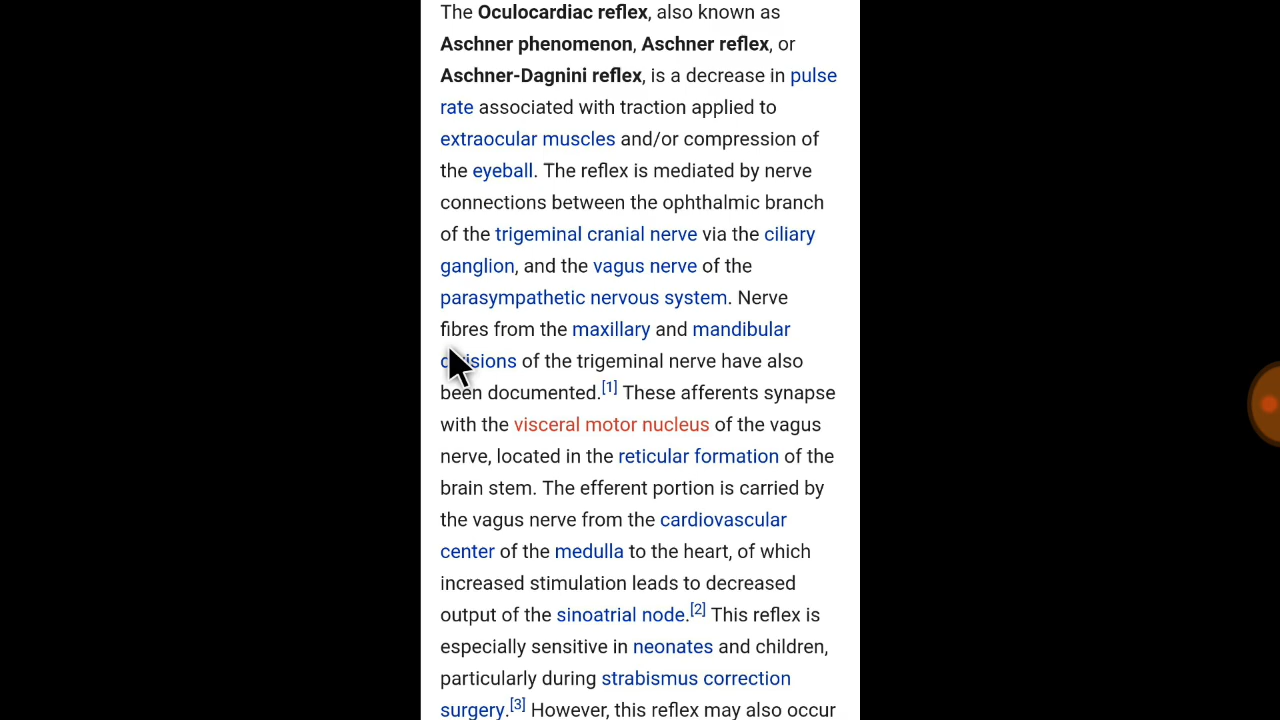 The Oculocardiac reflex, also known as
Aschner phenomenon, Aschner reflex, or
Aschner-Dagnini reflex, is a decrease in pulse
rate associated with traction applied to
extraocular muscles and/or compression of
the eyeball. The reflex is mediated by nerve
connections between the ophthalmic branch
of the trigeminal cranial nerve via the ciliary
ganglion, and the vagus nerve of the
parasympathetic nervous system. Nerve
fibres from the maxillary and mandibular
divisions of the trigeminal nerve have also
been documented.[1] These afferents synapse
with the visceral motor nucleus of the vagus
nerve, located in the reticular formation of the
brain stem. The efferent portion is carried by
the vagus nerve from the cardiovascular
center of the medulla to the heart, of which
increased stimulation leads to decreased
output of the sinoatrial node.[2] This reflex is
especially sensitive in neonates and children,
particularly during strabismus correction
surgery.[3] However, this reflex may also occur